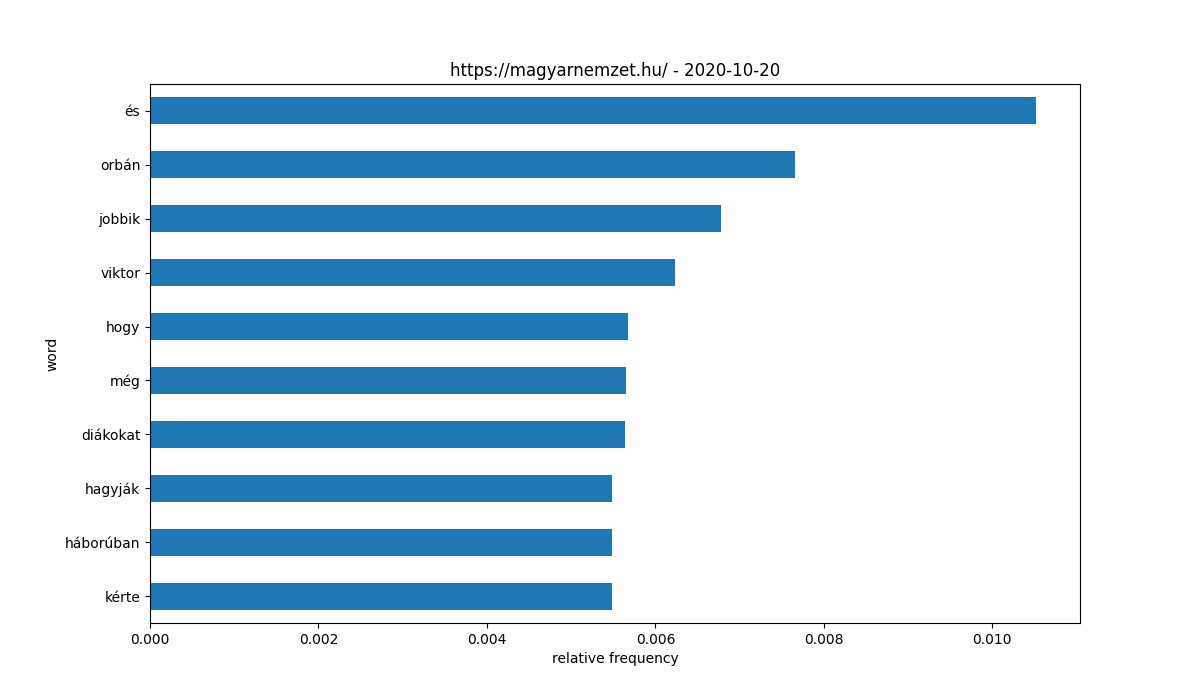 https://magyarnemzet.hu/ - 2020-10-20
és
orbán
jobbik
viktor
hogy
még
diákokat
hagyják
háborúban
kérte
word
0.000 0.002 0.004 0.006 0.008 0.010
relative frequency